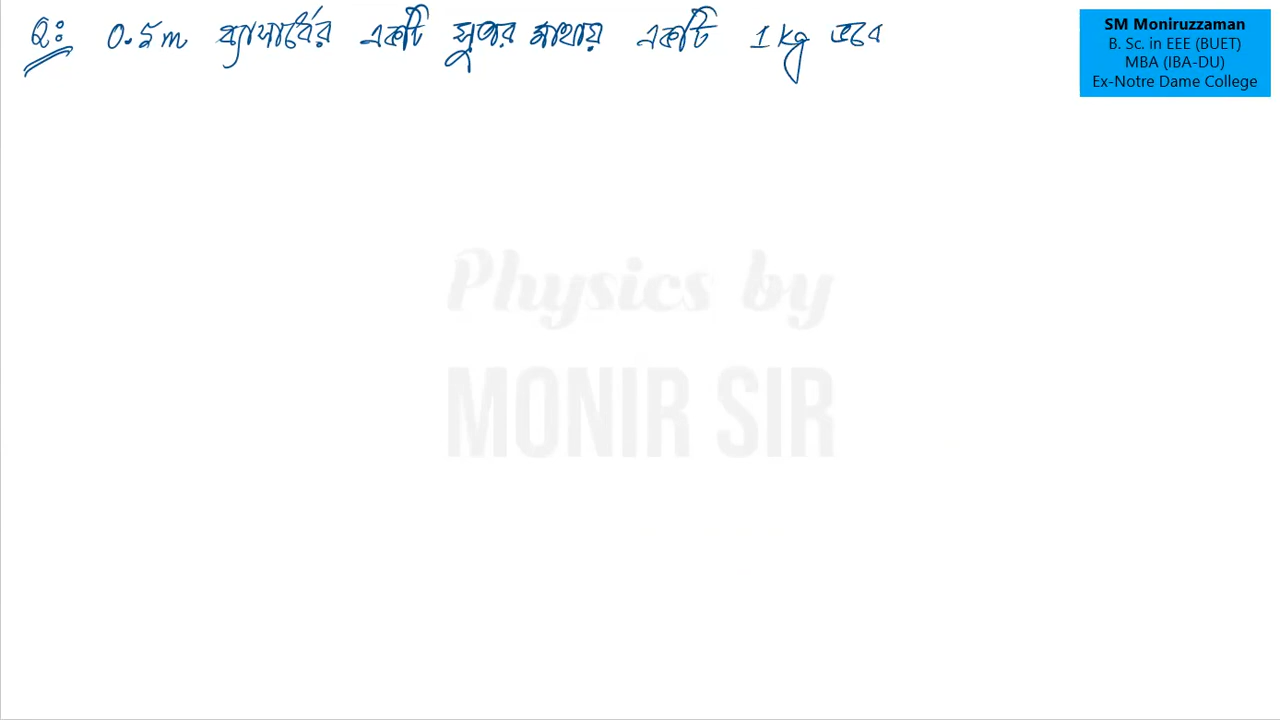 Q: 0.5m ব্যাসার্ধের একটি সুতার মাথায় একটি 1 kg ভরে
SM Moniruzzaman
B. Sc. in EEE (BUET)
MBA (IBA-DU)
Ex-Notre Dame College
Physics by
MONIR SIR